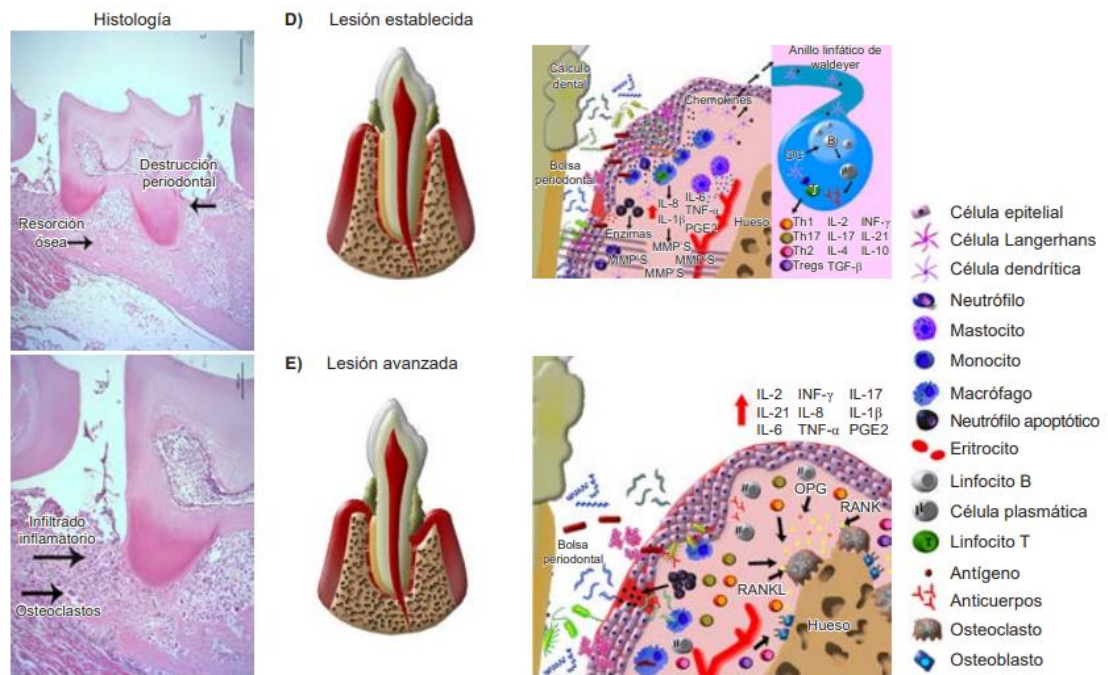 Histología
Destrucción
periodontal
Resorción
ósea
D) Lesión establecida
Cálculo
dental
Chemokines
Bolsa
periodontal
IL-8 IL-6
TNF-α
IL-1β
PGE2
Enzimas
MMP'S
MMP'S MMP'S
MMP'S
Hueso
Anillo linfático de
waldeyer
B
DC
T
Th1 IL-2 INF-γ
Th17 IL-17 IL-21
Th2 IL-4 IL-10
Tregs TGF-β
Infiltrado
inflamatorio
Osteoclastos
E) Lesión avanzada
IL-2 INF-γ IL-17
IL-21 IL-8 IL-1β
IL-6 TNF-α PGE2
OPG
RANK
Bolsa
periodontal
RANKL
Hueso
Célula epitelial
Célula Langerhans
Célula dendrítica
Neutrófilo
Mastocito
Monocito
Macrófago
Neutrófilo apoptótico
Eritrocito
Linfocito B
Célula plasmática
T Linfocito T
Antígeno
Anticuerpos
Osteoclasto
Osteoblasto